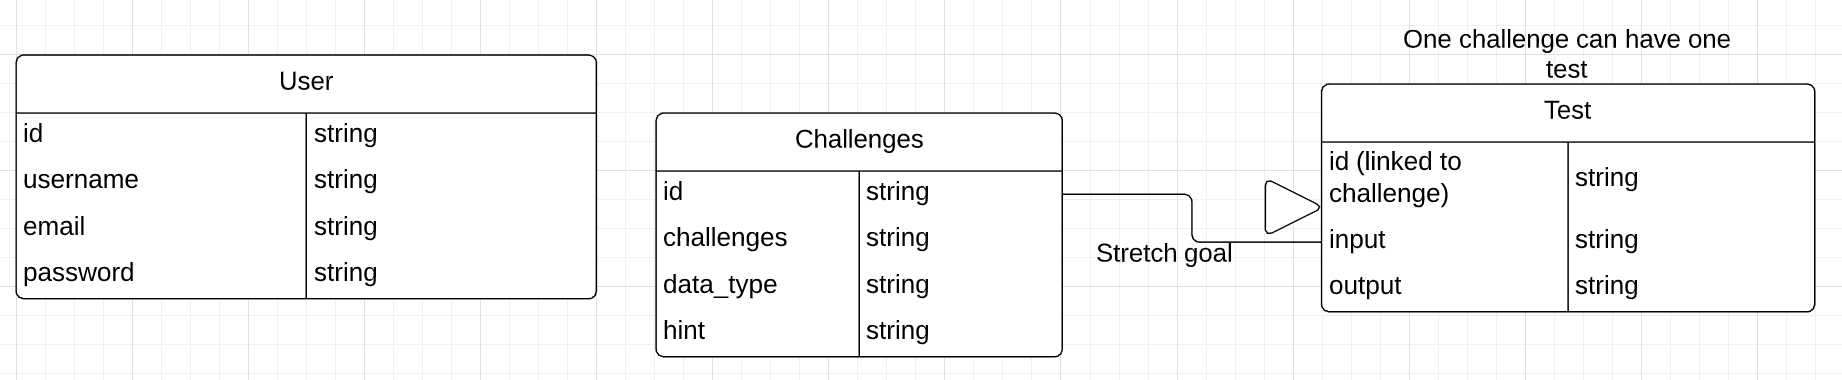 User
id string
username string
email string
password string
Challenges
id string
challenges string
data_type string
hint string
Stretch goal
One challenge can have one
test
Test
id (linked to
challenge) string
input string
output string